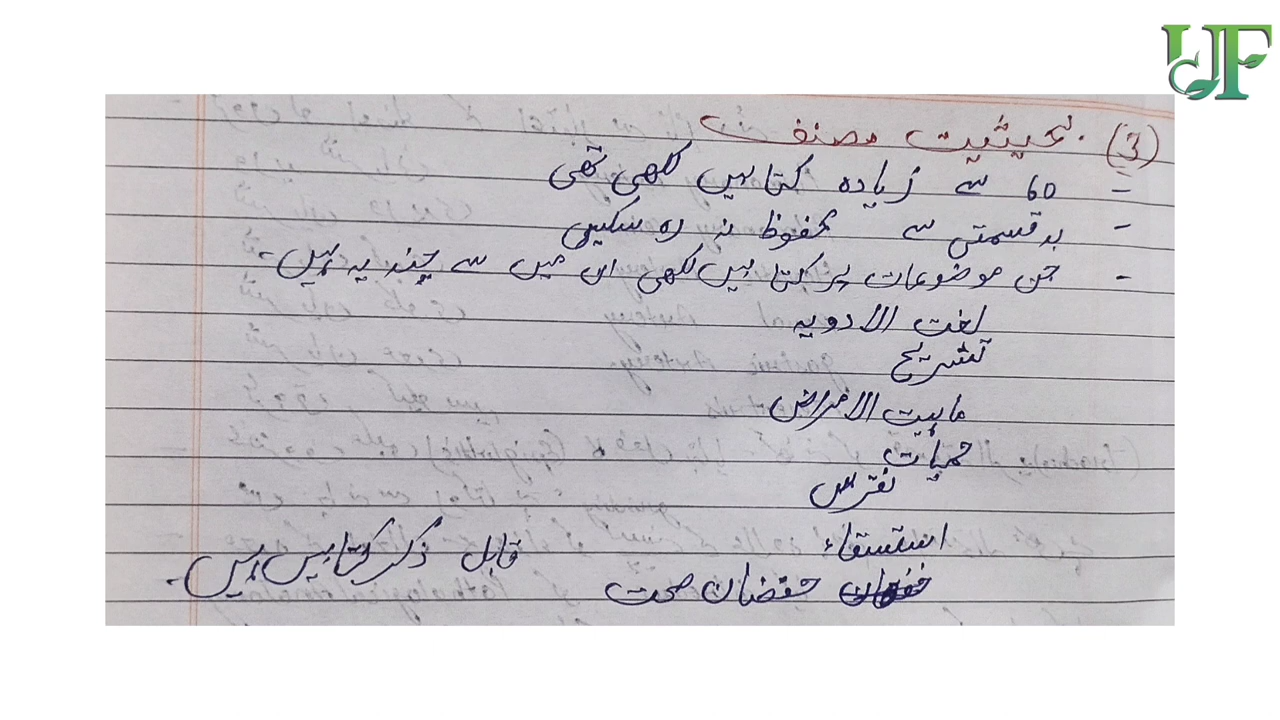 UF
(3) بحیثیت مصنف
- 60 سے زیادہ کتابیں لکھی تھی
- بدقسمتی سے محفوظ نہ رہ سکیں
- جن موضوعات پر کتابیں لکھی ان میں سے چند یہ ہیں۔
لغت الادویہ
تشریح
ماہیت الامراض
حمیات
نقرس
استسقاء
حفضان صحت قابل ذکر کتابیں ہیں۔